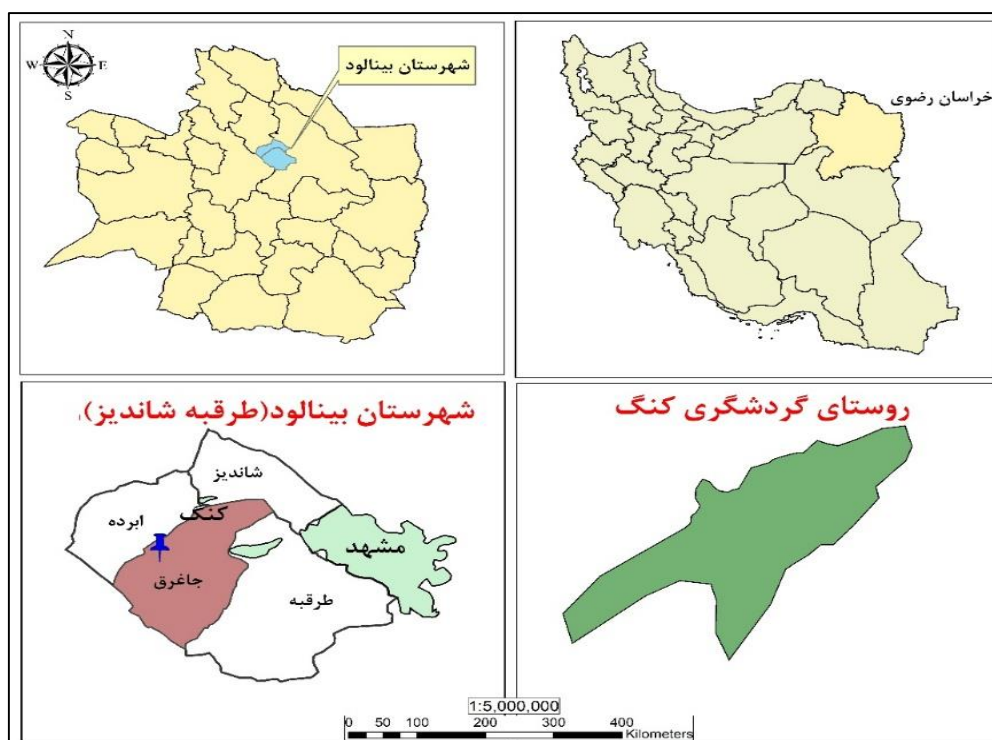 N
W E
S
شهرستان بینالود
خراسان رضوی
شهرستان بینالود(طرقبه شاندیز)،
شاندیز
ابرده
کنگ
مشهد
جاغرق
طرقبه
روستای گردشگری کنگ
1:5,000,000
0 50 100 200 300 400
Kilometers